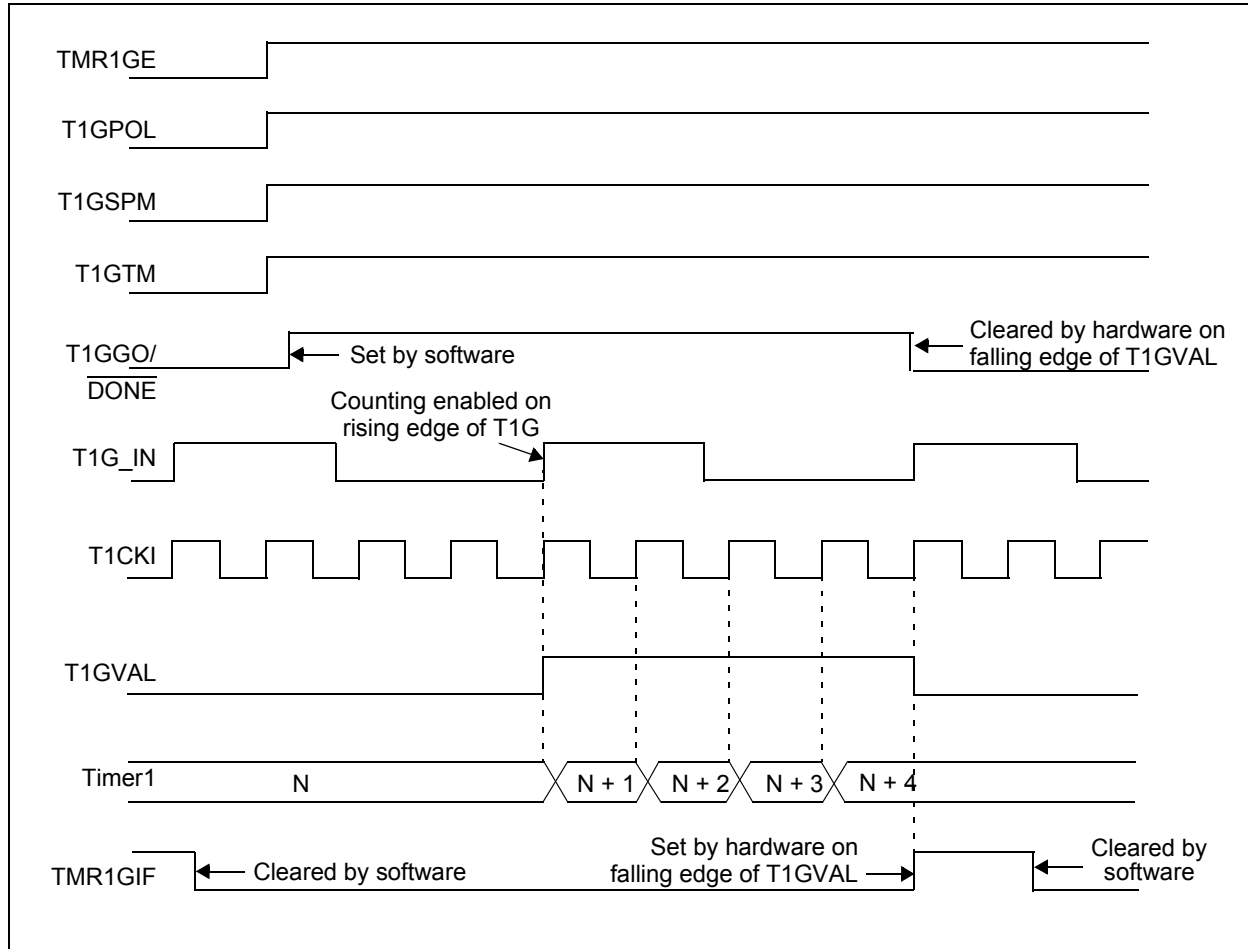 TMR1GE
T1GPOL
T1GSPM
T1GTM
T1GGO/
DONE
Set by software
Cleared by hardware on
falling edge of T1GVAL
Counting enabled on
rising edge of T1G
T1G_IN
T1CKI
T1GVAL
Timer1
N
N + 1
N + 2
N + 3
N + 4
TMR1GIF
Cleared by software
Set by hardware on
falling edge of T1GVAL
Cleared by
software